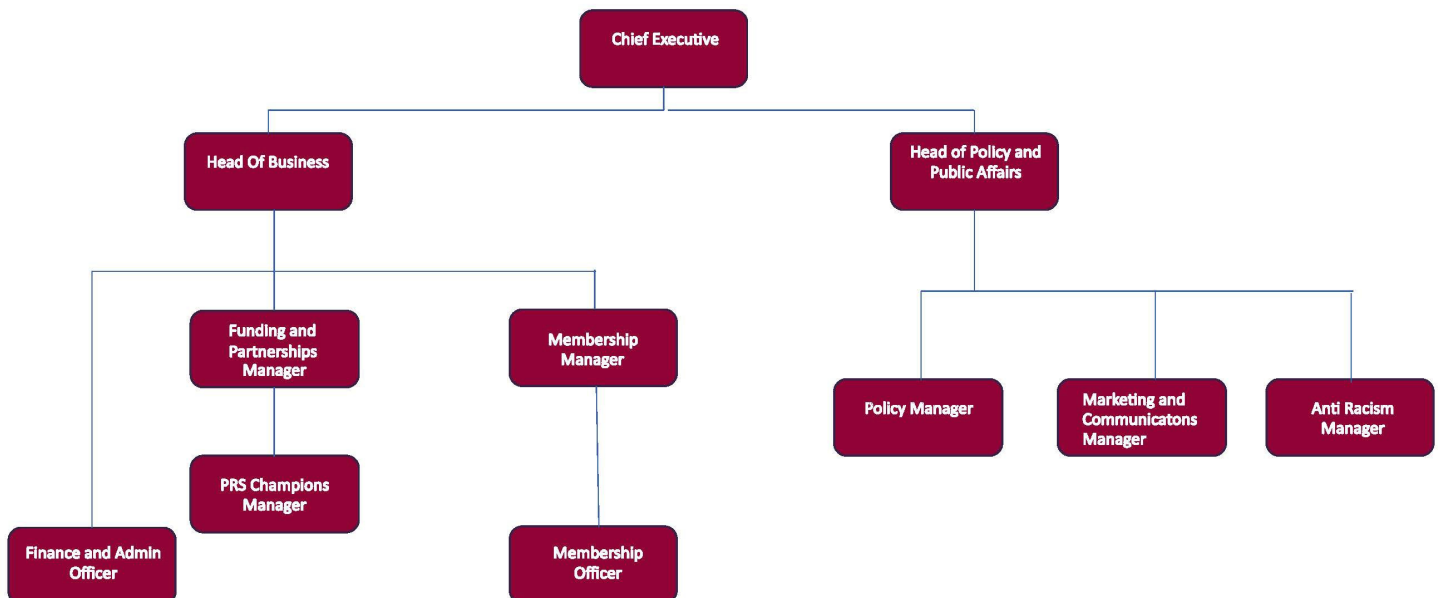 Chief Executive
Head Of Business
Head of Policy and
Public Affairs
Funding and
Partnerships
Manager
Membership
Manager
Policy Manager
Marketing and
Communicatons
Manager
Anti Racism
Manager
PRS Champions
Manager
Finance and Admin
Officer
Membership
Officer